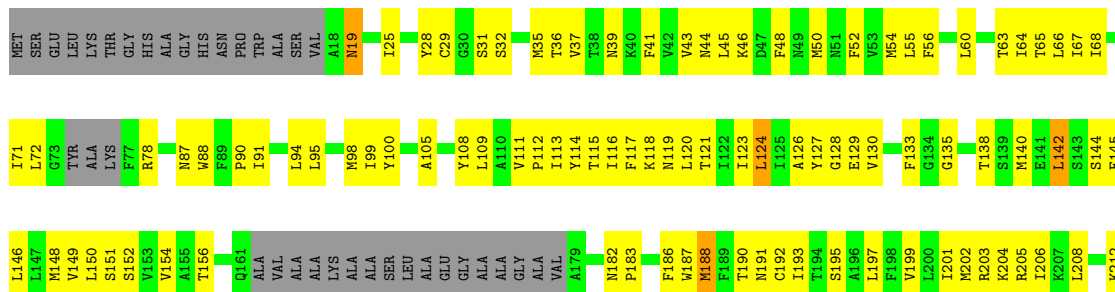 MET SER GLU LEU LYS THR GLY HIS ALA GLY HIS ASN PRO TRP ALA SER VAL A18 N19 I25 Y28 C29 G30 S31 S32 M35 T36 V37 T38 N39 K40 F41 V42 V43 N44 L45 K46 D47 F48 N49 M50 N51 F52 V53 M54 L55 F56 L60 T63 I64 T65 L66 I67 I68
I71 L72 G73 TYR ALA LYS F77 R78 N87 W88 F89 P90 I91 L94 L95 M98 I99 Y100 A105 Y108 L109 A110 V111 P112 I113 Y114 T115 I116 F117 K118 N119 L120 T121 I122 I123 L124 I125 A126 Y127 G128 E129 V130 F133 G134 G135 T138 S139 M140 E141 L142 S143 S144
L146 L147 M148 V149 L150 S151 S152 V153 V154 A155 T156 Q161 ALA VAL ALA ALA LYS ALA ALA SER LEU ALA GLU GLY ALA ALA GLY ALA VAL A179 N182 P183 F186 W187 M188 F189 T190 N191 C192 I193 T194 S195 A196 L197 F198 V199 L200 I201 M202 R203 K204 R205 I206 K207 L208